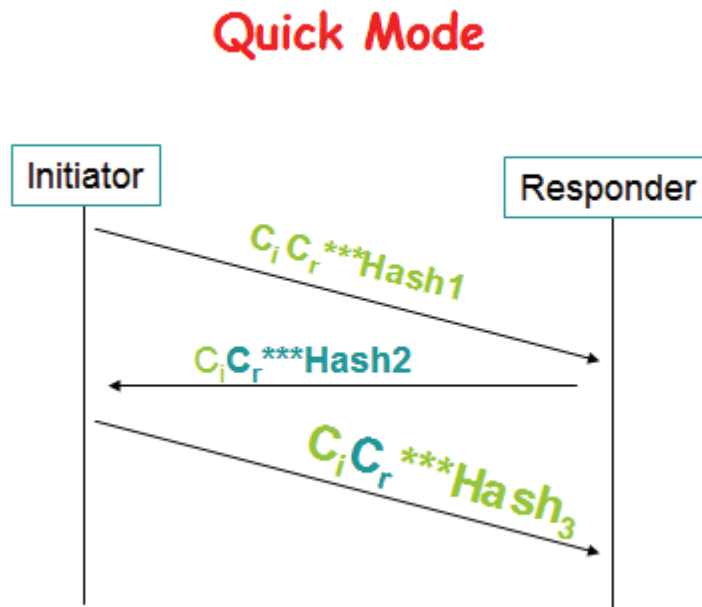 Quick Mode
Initiator
Responder
CiCr***Hash1
CiCr***Hash2
CiCr***Hash3